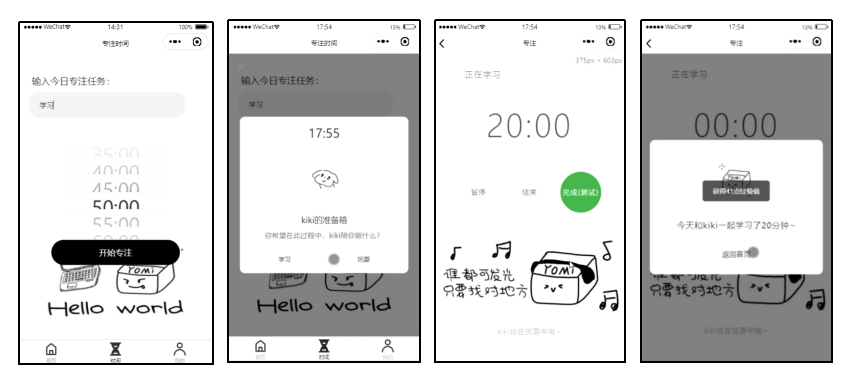 WeChat 14:31 100%
专注时间
输入今日专注任务：
学习
35:00
40:00
45:00
50:00
55:00
60:00
开始专注
YOMi
Hello world
首页
时间
我的
WeChat 17:54 13%
专注时间
输入今日专注任务：
学习
17:55
kiki的准备箱
你希望在此过程中，kiki陪你做什么？
学习
玩耍
Hello world
首页
时间
我的
WeChat 17:54 13%
专注
375px × 603px
正在学习
20:00
暂停
结束
完成(测试)
谁都可发光
只要找对地方
YOMi
kiki也在玩耍中哦~
WeChat 17:54 13%
专注
正在学习
00:00
YOMi
获得41点经验值
今天和kiki一起学习了20分钟~
返回首页
谁都可发光
只要找对地方
kiki也在玩耍中哦~